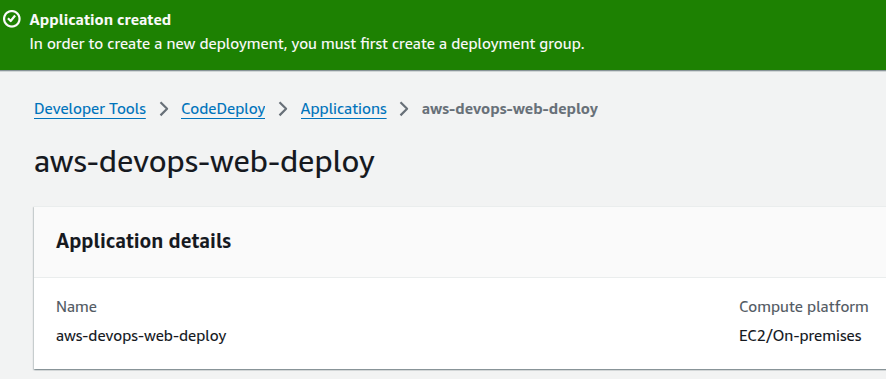 Application created
In order to create a new deployment, you must first create a deployment group.
Developer Tools > CodeDeploy > Applications > aws-devops-web-deploy
aws-devops-web-deploy
Application details
Name
Compute platform
aws-devops-web-deploy
EC2/On-premises